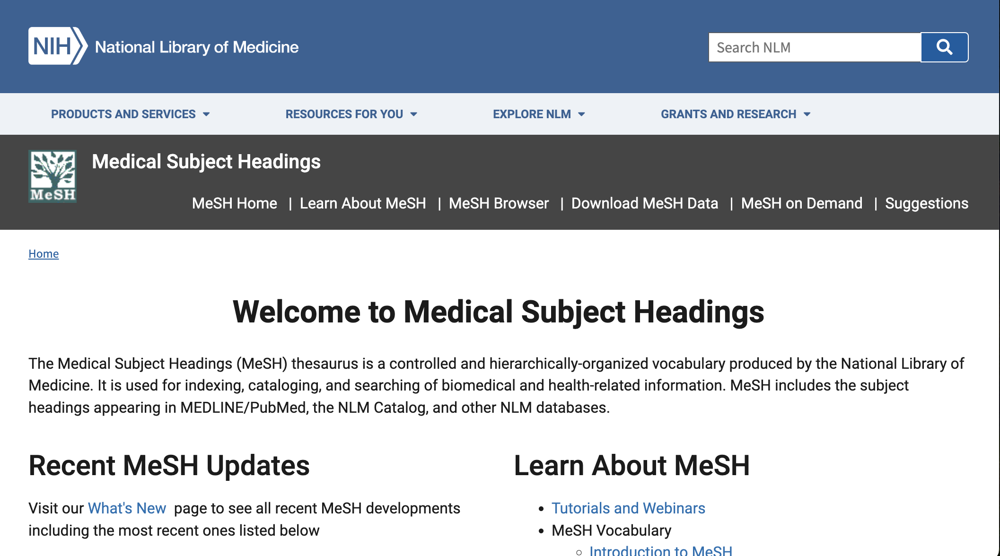 NIH National Library of Medicine
Search NLM
PRODUCTS AND SERVICES
RESOURCES FOR YOU
EXPLORE NLM
GRANTS AND RESEARCH
MeSH
Medical Subject Headings
MeSH Home | Learn About MeSH | MeSH Browser | Download MeSH Data | MeSH on Demand | Suggestions
Home
Welcome to Medical Subject Headings
The Medical Subject Headings (MeSH) thesaurus is a controlled and hierarchically-organized vocabulary produced by the National Library of
Medicine. It is used for indexing, cataloging, and searching of biomedical and health-related information. MeSH includes the subject
headings appearing in MEDLINE/PubMed, the NLM Catalog, and other NLM databases.
Recent MeSH Updates
Visit our What's New page to see all recent MeSH developments
including the most recent ones listed below
Learn About MeSH
• Tutorials and Webinars
• MeSH Vocabulary
○ Introduction to MeSH